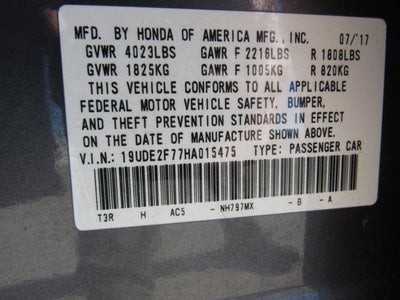 MFD. BY HONDA OF AMERICA MFG., INC. 07/'17
GVWR 4023LBS GAWR F 2216LBS R 1808LBS
GVWR 1825KG GAWR F 1005KG R 820KG
THIS VEHICLE CONFORMS TO ALL APPLICABLE
FEDERAL MOTOR VEHICLE SAFETY, BUMPER,
AND THEFT PREVENTION STANDARDS IN EFFECT
ON THE DATE OF MANUFACTURE SHOWN ABOVE.
V.I.N.: 19UDE2F77HA015475 TYPE: PASSENGER CAR
T3R H AC5 - NH797MX - B - A